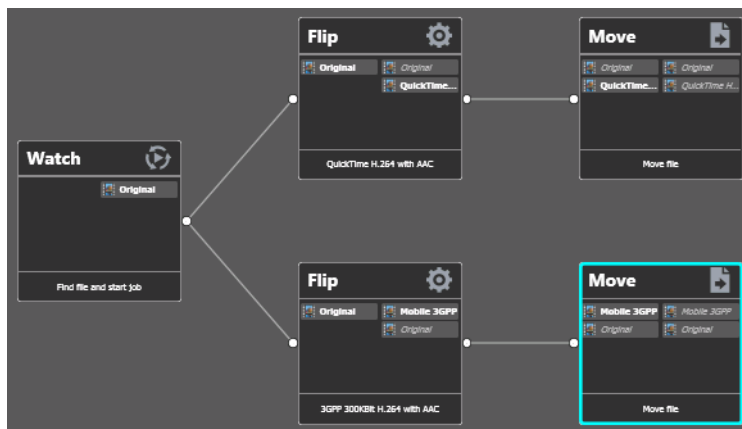 Flip
Original Original
QuickTime...
QuickTime H.264 with AAC
Move
Original Original
QuickTime... QuickTime H...
Move file
Watch
Original
Find file and start job
Flip
Original Mobile 3GPP
Original
3GPP 300KBit H.264 with AAC
Move
Mobile 3GPP Mobile 3GPP
Original Original
Move file